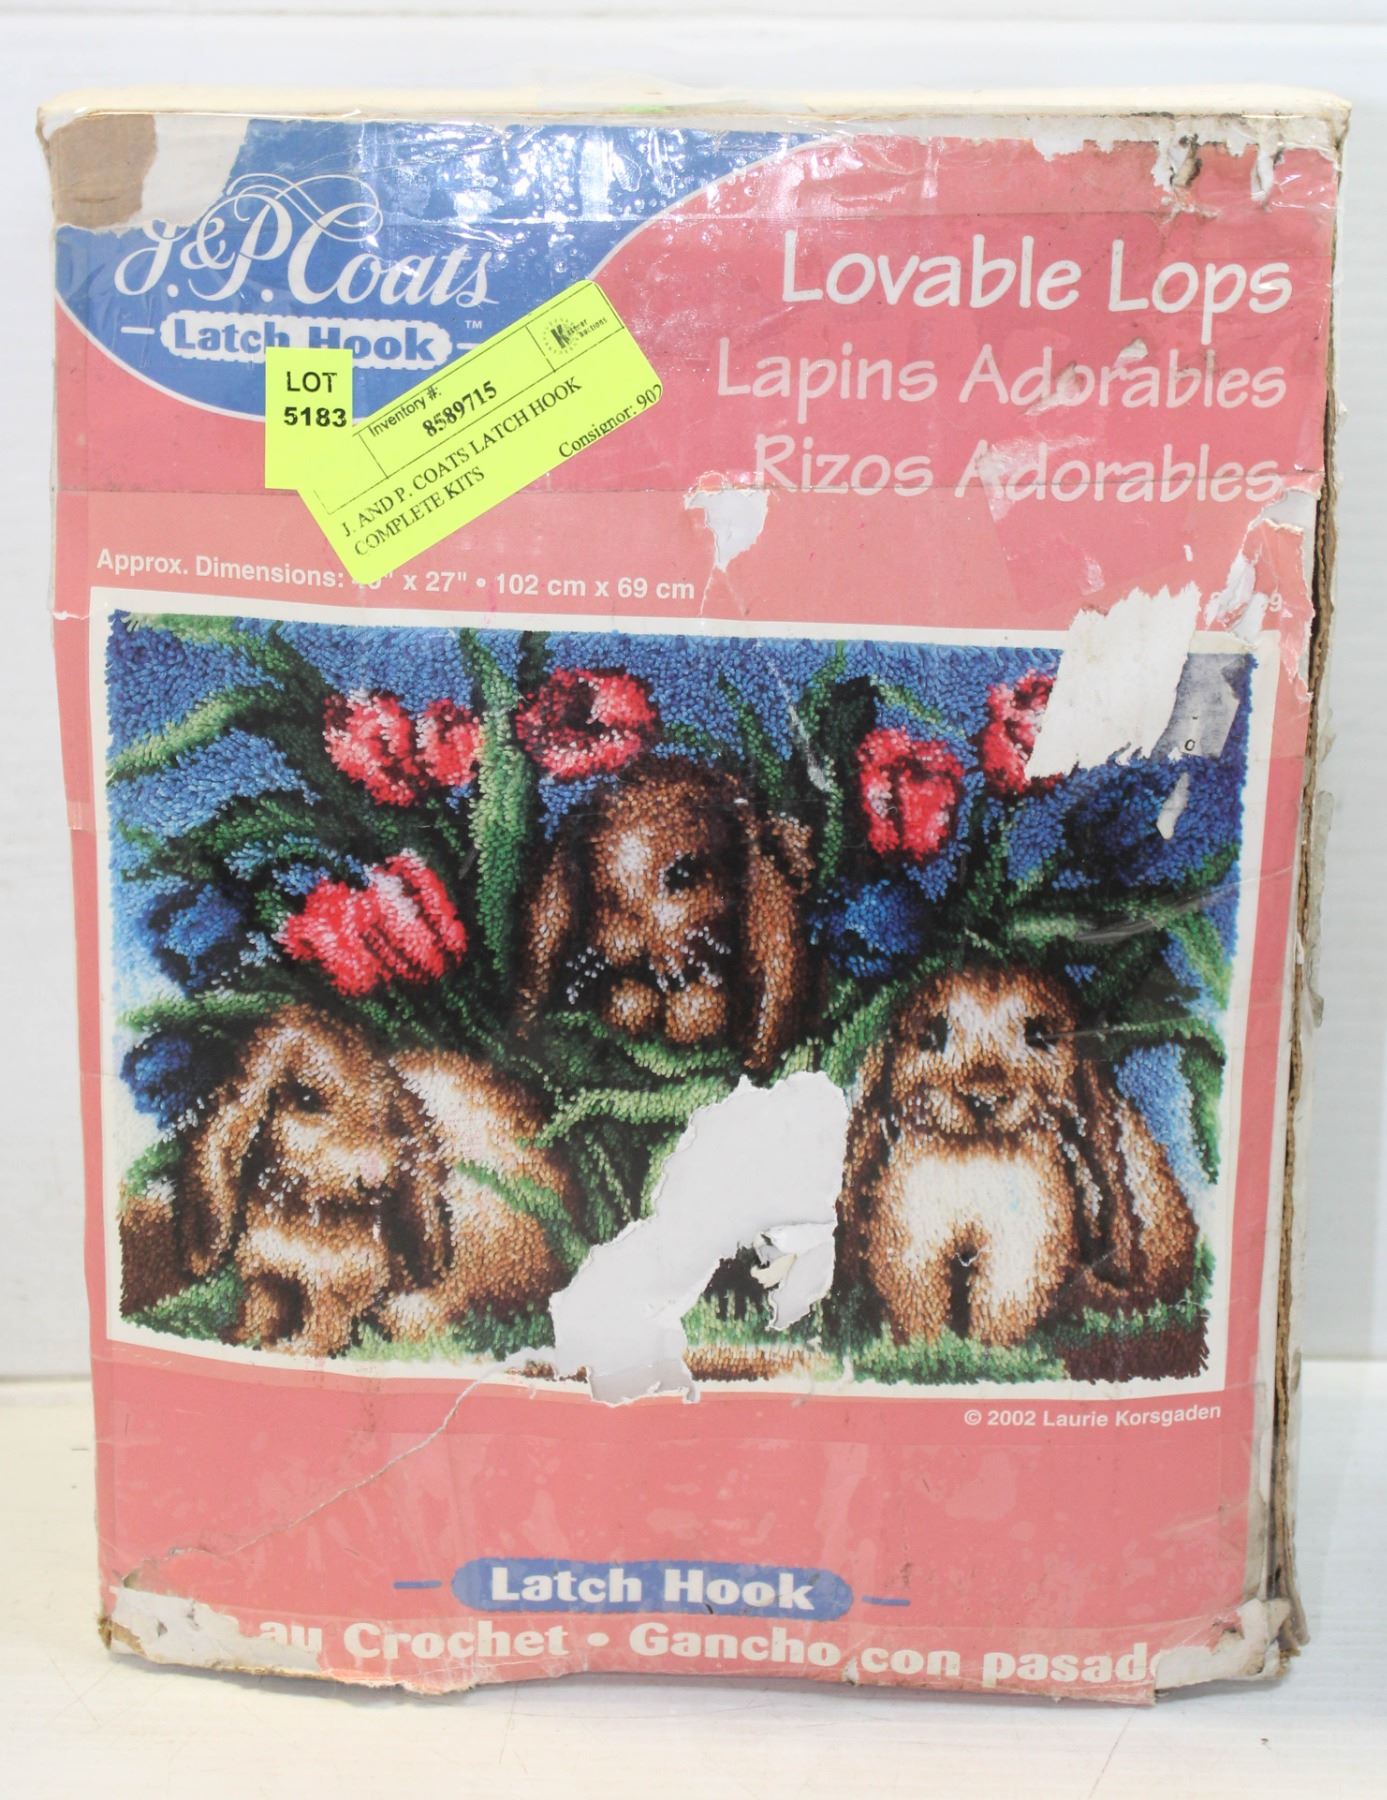 J.&P. Coats
Latch Hook ™
Lovable Lops
Lapins Adorables
Rizos Adorables
LOT
5183
Inventory #:
8589715
J. AND P. COATS LATCH HOOK
COMPLETE KITS
Consignor: 902
Approx. Dimensions: x 27" • 102 cm x 69 cm
© 2002 Laurie Korsgaden
Latch Hook
au Crochet • Gancho con